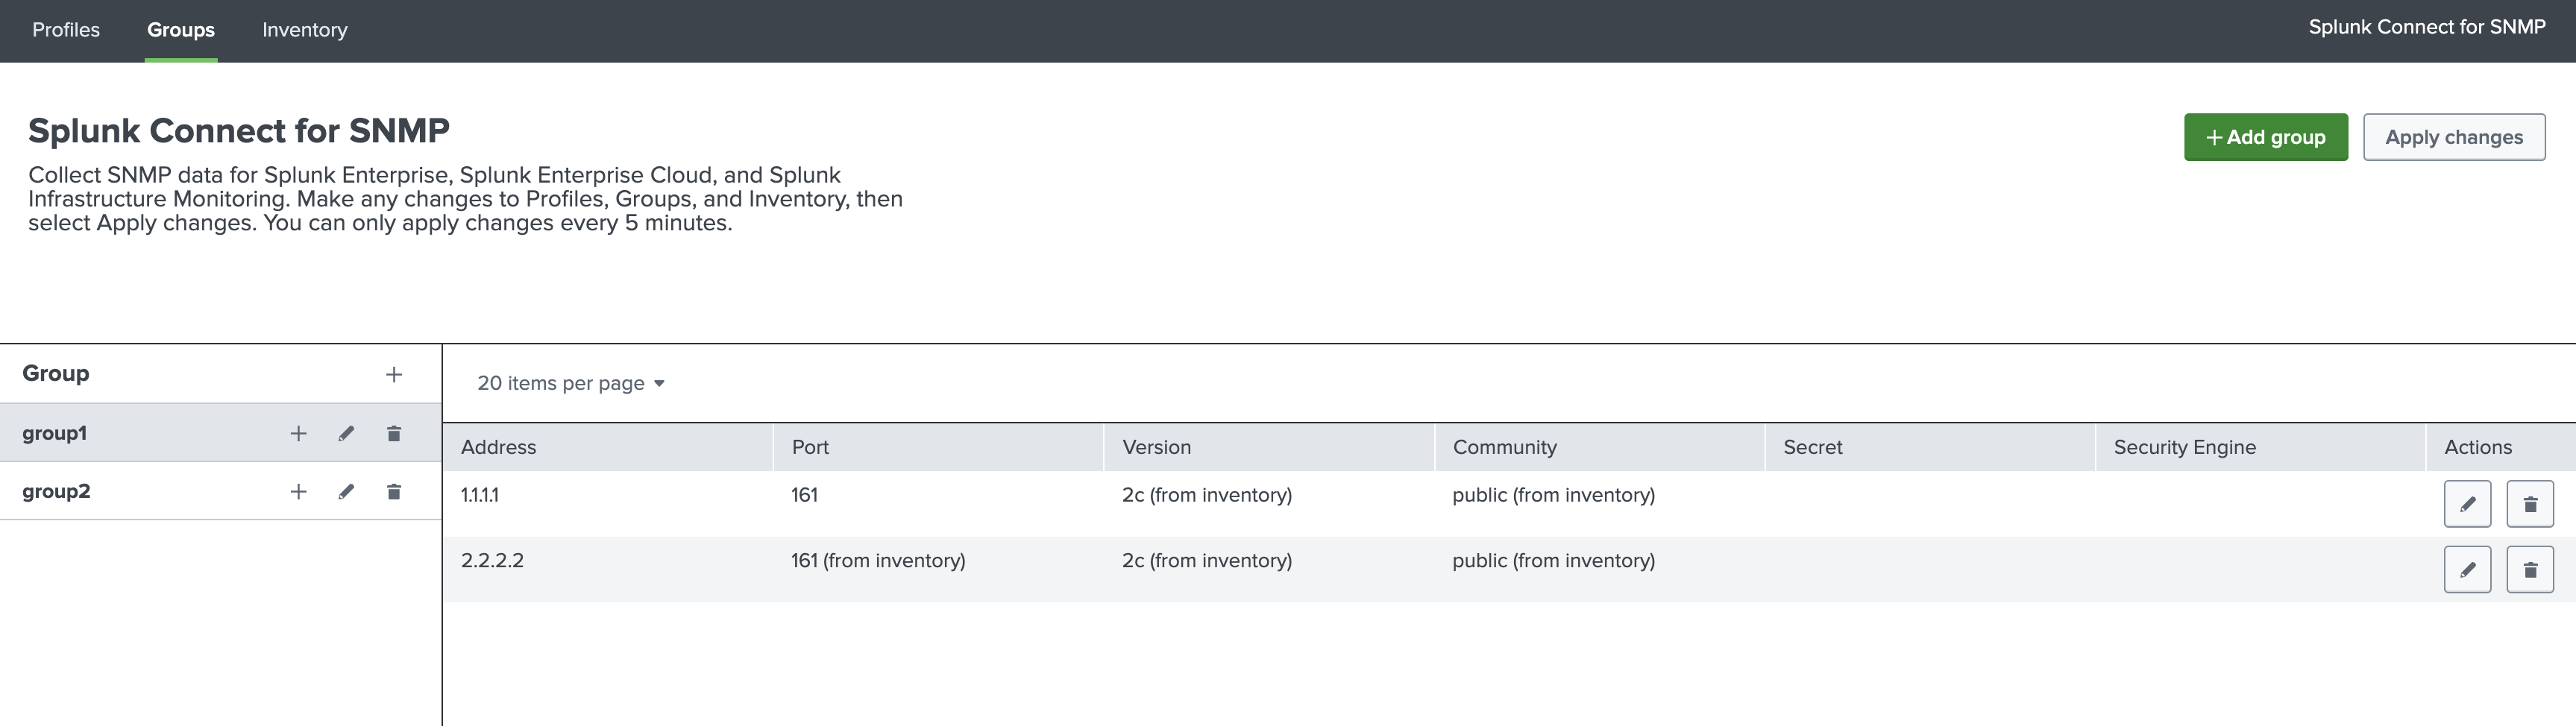 Profiles Groups Inventory Splunk Connect for SNMP
Splunk Connect for SNMP
+ Add group Apply changes
Collect SNMP data for Splunk Enterprise, Splunk Enterprise Cloud, and Splunk
Infrastructure Monitoring. Make any changes to Profiles, Groups, and Inventory, then
select Apply changes. You can only apply changes every 5 minutes.
Group
group1
group2
20 items per page
Address Port Version Community Secret Security Engine Actions
1.1.1.1 161 2c (from inventory) public (from inventory)
2.2.2.2 161 (from inventory) 2c (from inventory) public (from inventory)